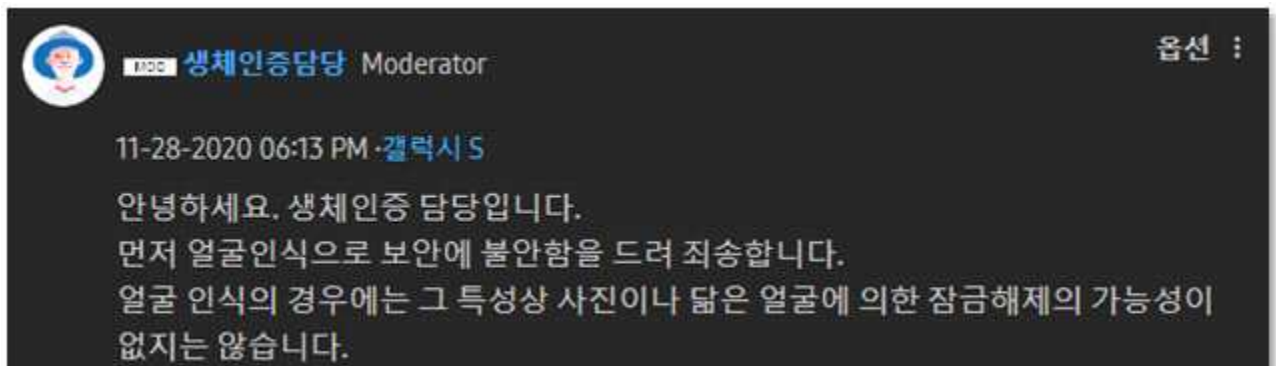 옵션
MOD 생체인증담당 Moderator
11-28-2020 06:13 PM ·갤럭시 S
안녕하세요. 생체인증 담당입니다.
먼저 얼굴인식으로 보안에 불안함을 드려 죄송합니다.
얼굴 인식의 경우에는 그 특성상 사진이나 닮은 얼굴에 의한 잠금해제의 가능성이
없지는 않습니다.